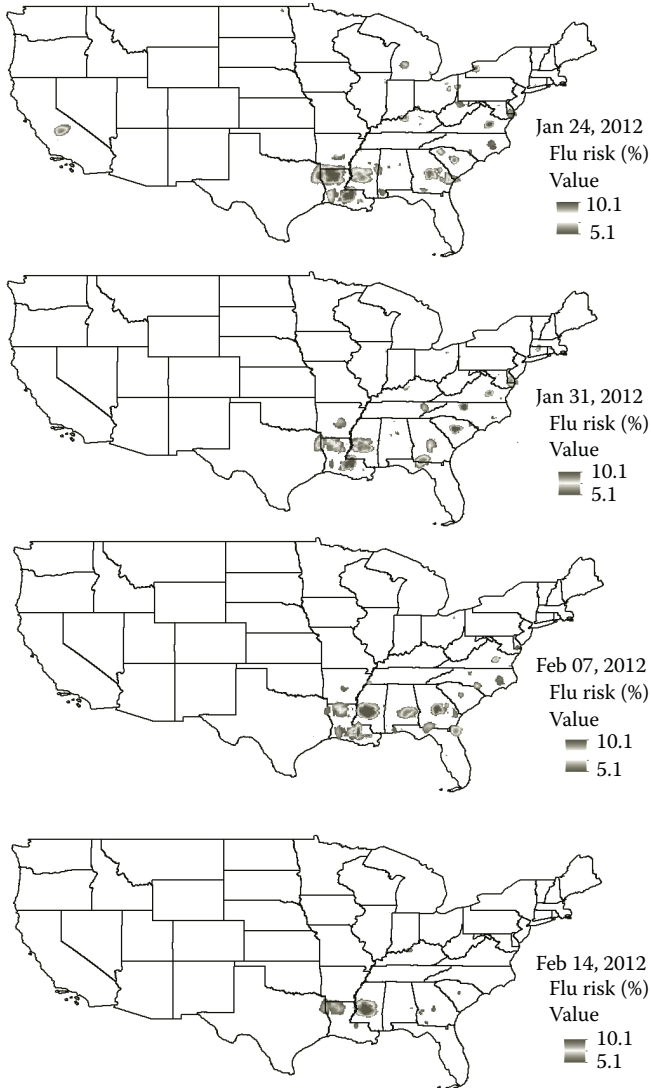 Jan 24, 2012
Flu risk (%)
Value
10.1
5.1
Jan 31, 2012
Flu risk (%)
Value
10.1
5.1
Feb 07, 2012
Flu risk (%)
Value
10.1
5.1
Feb 14, 2012
Flu risk (%)
Value
10.1
5.1